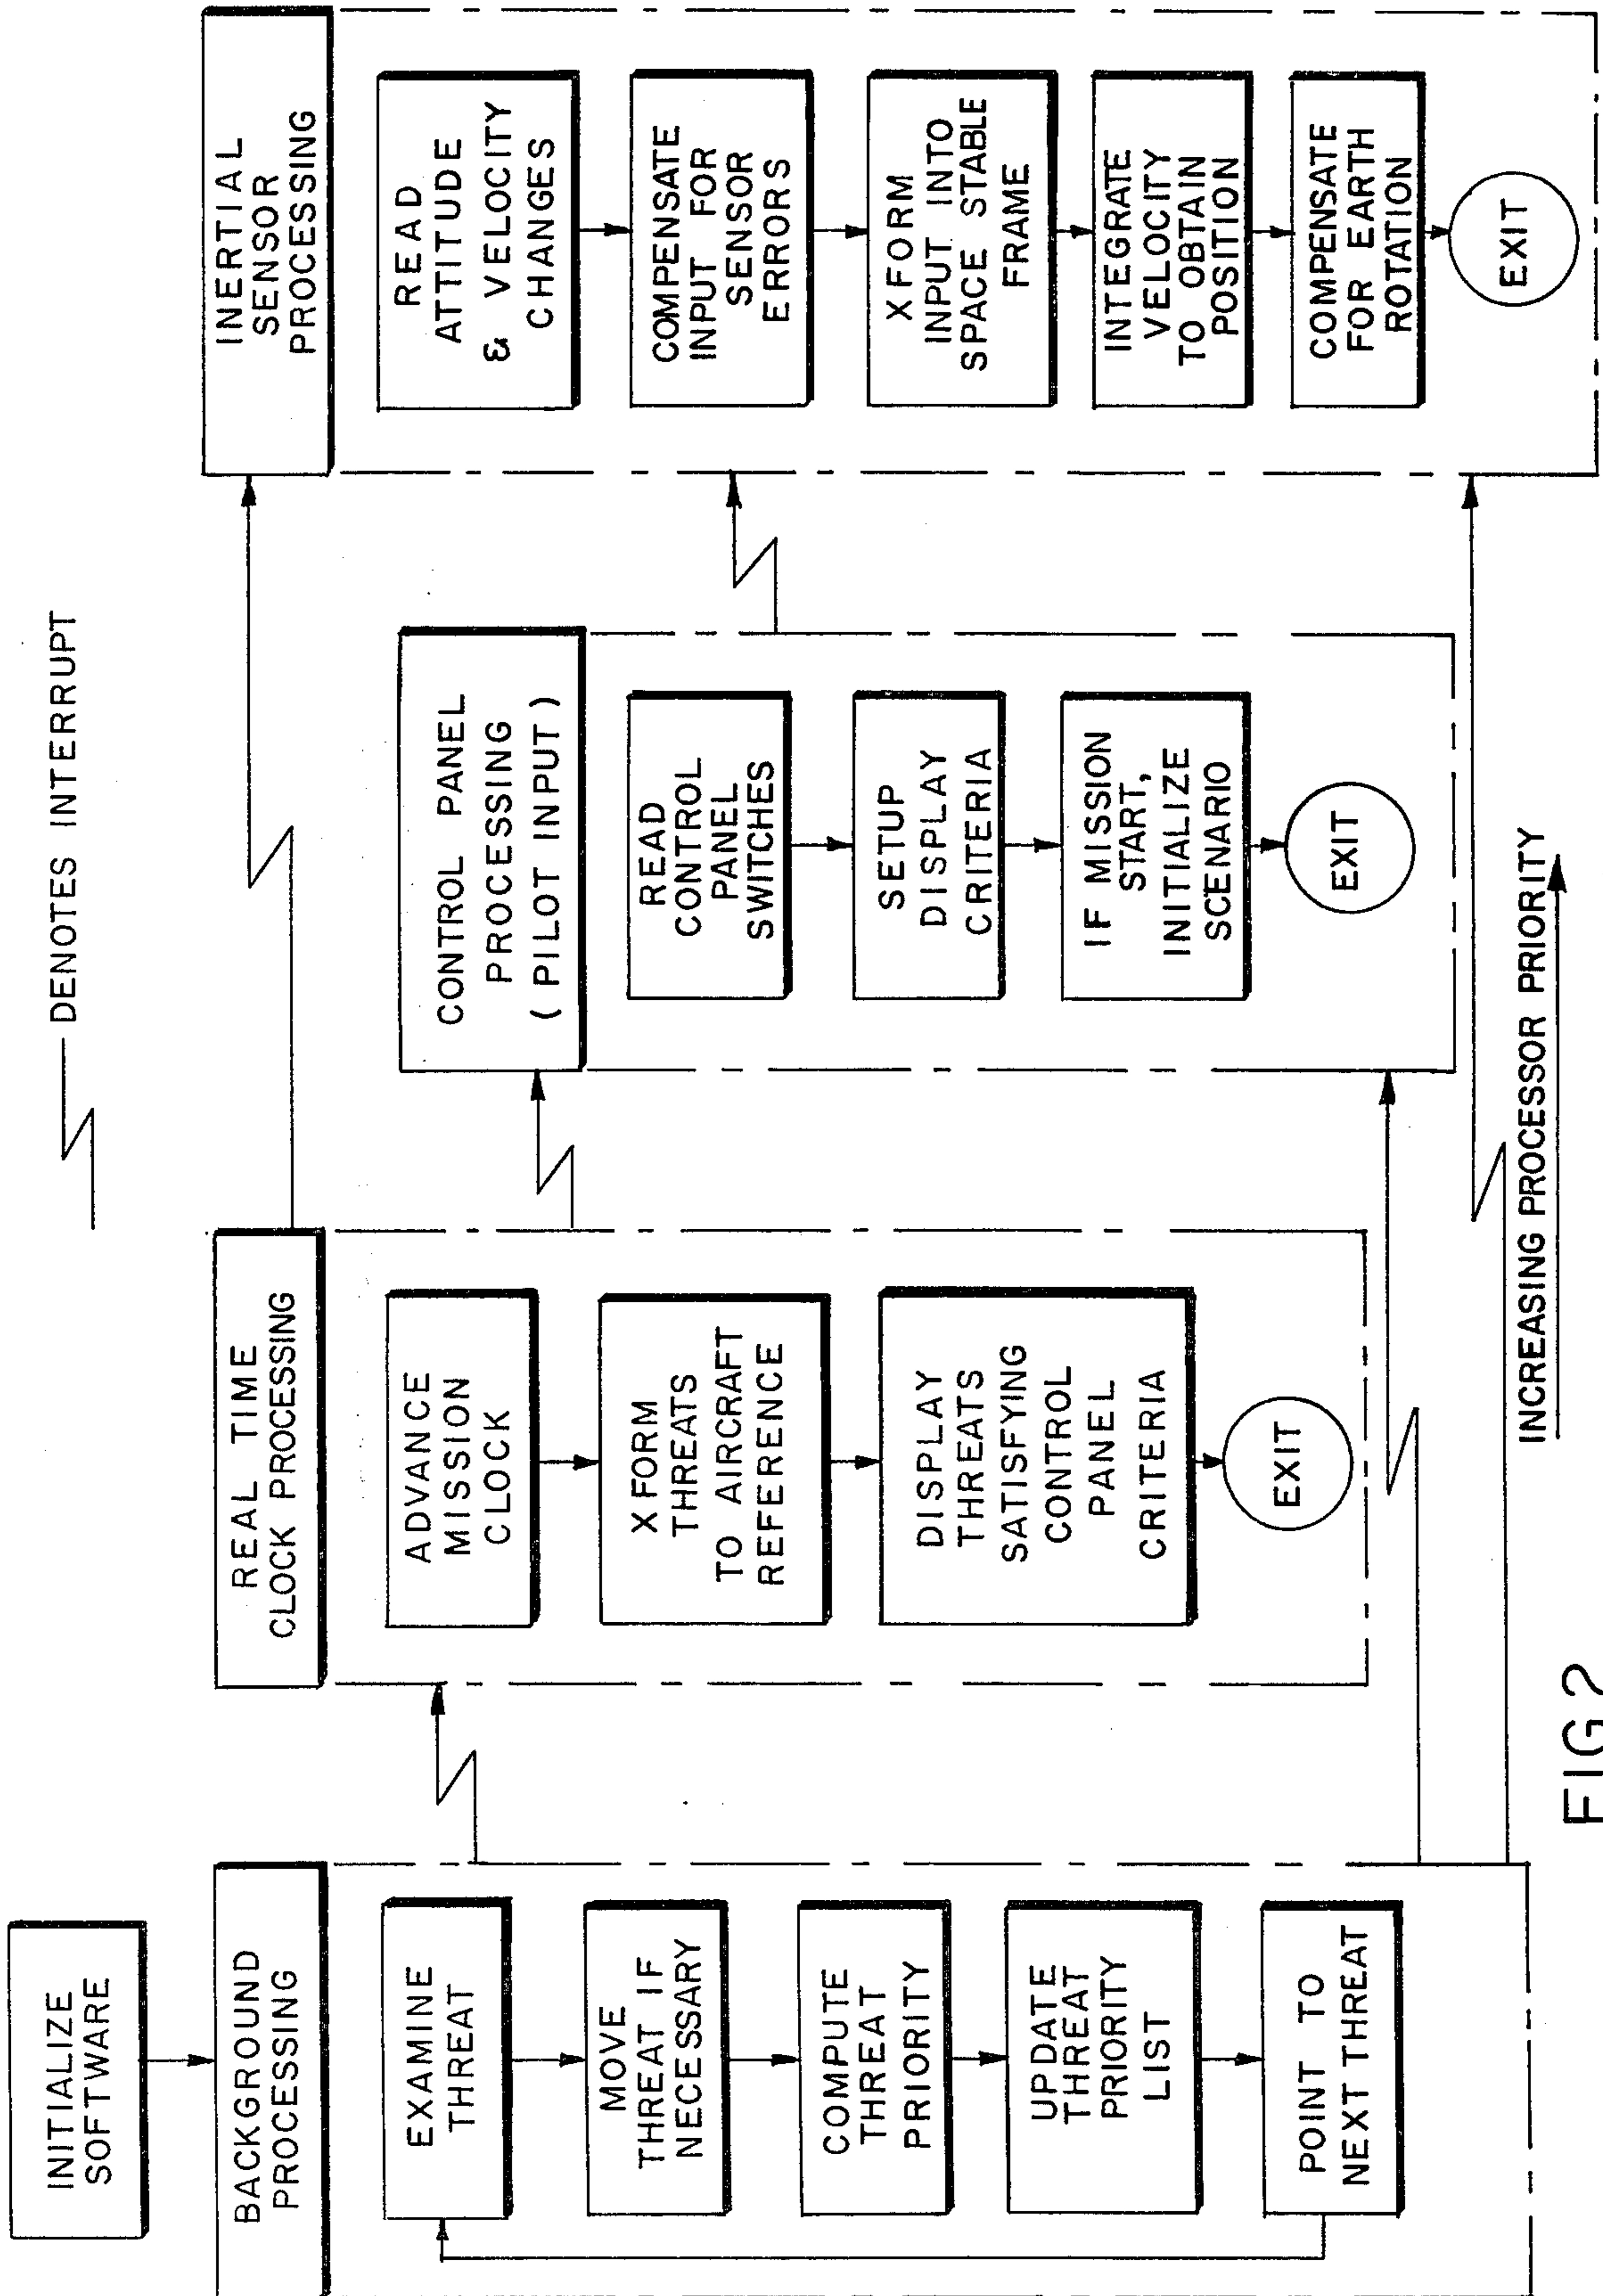 DENOTES INTERRUPT
INITIALIZE
SOFTWARE
BACKGROUND
PROCESSING
EXAMINE
THREAT
MOVE
THREAT IF
NECESSARY
COMPUTE
THREAT
PRIORITY
UPDATE
THREAT
PRIORITY
LIST
POINT TO
NEXT THREAT
REAL TIME
CLOCK PROCESSING
ADVANCE
MISSION
CLOCK
XFORM
THREATS
TO AIRCRAFT
REFERENCE
DISPLAY
THREATS
SATISFYING
CONTROL
PANEL
CRITERIA
EXIT
CONTROL PANEL
PROCESSING
(PILOT INPUT)
READ
CONTROL
PANEL
SWITCHES
SETUP
DISPLAY
CRITERIA
IF MISSION
START,
INITIALIZE
SCENARIO
EXIT
INERTIAL
SENSOR
PROCESSING
READ
ATTITUDE
& VELOCITY
CHANGES
COMPENSATE
INPUT FOR
SENSOR
ERRORS
XFORM
INPUT INTO
SPACE STABLE
FRAME
INTEGRATE
VELOCITY
TO OBTAIN
POSITION
COMPENSATE
FOR EARTH
ROTATION
EXIT
INCREASING PROCESSOR PRIORITY
FIG 2